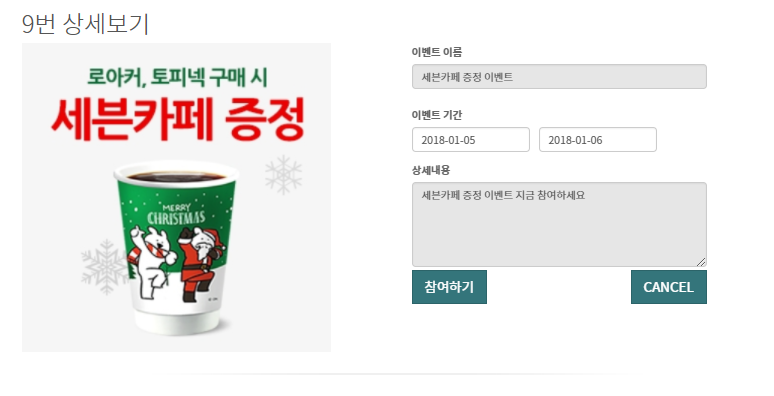 9번 상세보기
로아커, 토피넥 구매 시
세븐카페 증정
MERRY
CHRISTMAS
이벤트 이름
세븐카페 증정 이벤트
이벤트 기간
2018-01-05
2018-01-06
상세내용
세븐카페 증정 이벤트 지금 참여하세요
참여하기
CANCEL